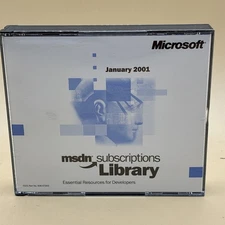 Microsoft
January 2001
msdn subscriptions
Library
Essential Resources for Developers